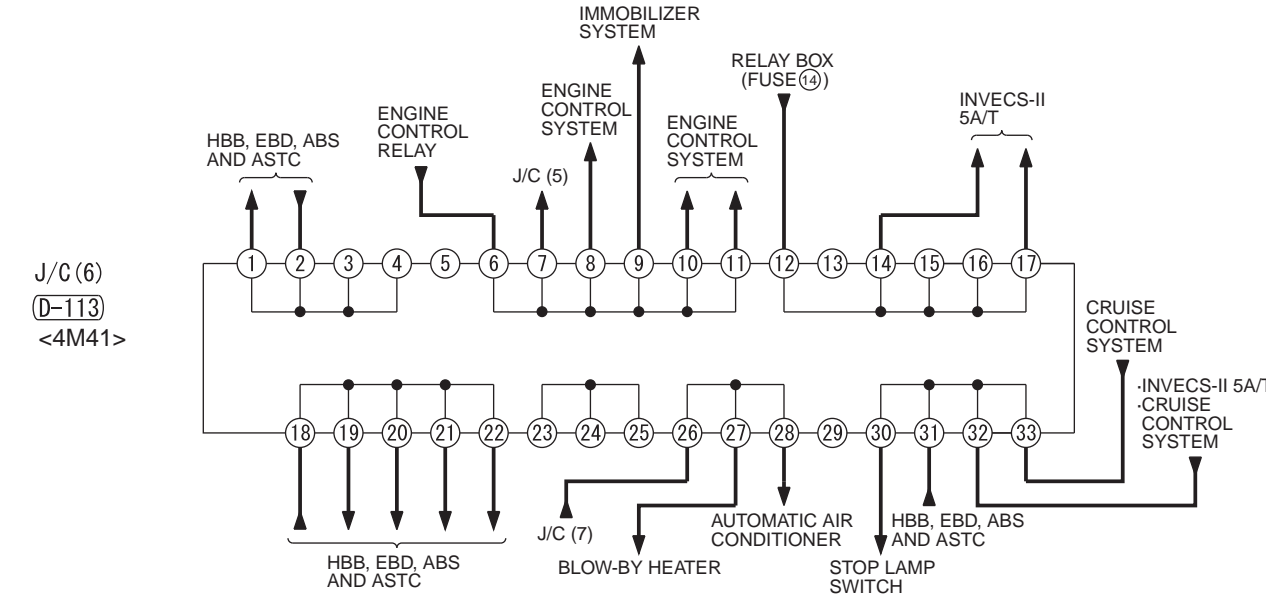 IMMOBILIZER
SYSTEM
RELAY BOX
(FUSE⑭)
ENGINE
CONTROL
SYSTEM
INVECS-II
5A/T
ENGINE
CONTROL
RELAY
ENGINE
CONTROL
SYSTEM
HBB, EBD, ABS
AND ASTC
J/C (5)
J/C(6)
D-113
<4M41>
1 2 3 4 5 6 7 8 9 10 11 12 13 14 15 16 17
CRUISE
CONTROL
SYSTEM
·INVECS-II 5A/T
·CRUISE
CONTROL
SYSTEM
18 19 20 21 22 23 24 25 26 27 28 29 30 31 32 33
HBB, EBD, ABS
AND ASTC
J/C (7)
BLOW-BY HEATER
AUTOMATIC AIR
CONDITIONER
STOP LAMP
SWITCH
HBB, EBD, ABS
AND ASTC